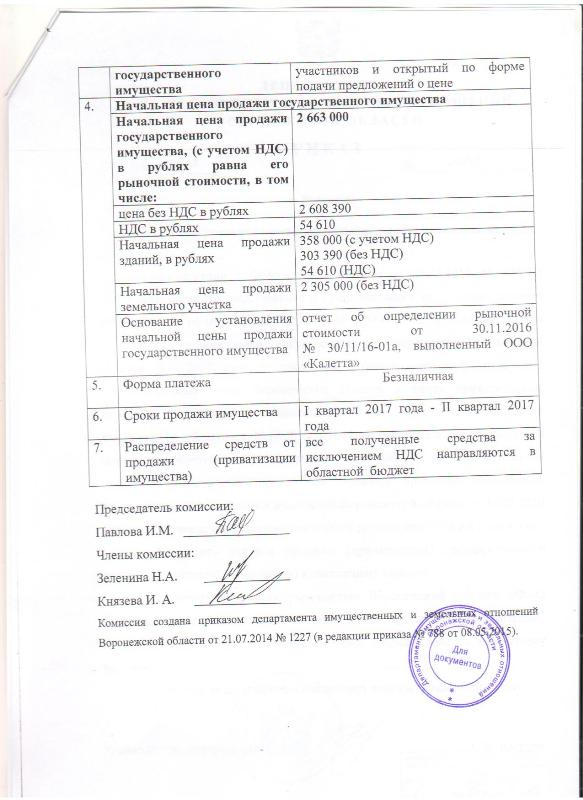 государственного имущества
участников и открытый по форме
подачи предложений о цене
4. Начальная цена продажи государственного имущества
Начальная цена продажи
государственного
имущества, (с учетом НДС)
в рублях равна его
рыночной стоимости, в том
числе:
2 663 000
цена без НДС в рублях 2 608 390
НДС в рублях 54 610
Начальная цена продажи
зданий, в рублях
358 000 (с учетом НДС)
303 390 (без НДС)
54 610 (НДС)
Начальная цена продажи
земельного участка
2 305 000 (без НДС)
Основание установления
начальной цены продажи
государственного имущества
отчет об определении рыночной
стоимости от 30.11.2016
№ 30/11/16-01а, выполненный ООО
«Калетта»
5. Форма платежа Безналичная
6. Сроки продажи имущества
I квартал 2017 года - II квартал 2017
года
7. Распределение средств от
продажи (приватизации
имущества)
все полученные средства за
исключением НДС направляются в
областной бюджет
Председатель комиссии:
Павлова И.М.
Члены комиссии:
Зеленина Н.А.
Князева И. А.
Комиссия создана приказом департамента имущественных и земельных отношений
Воронежской области от 21.07.2014 № 1227 (в редакции приказа № 788 от 08.05.2015).
Департамент имущественных и земельных отношений
Воронежской области
Для
документов